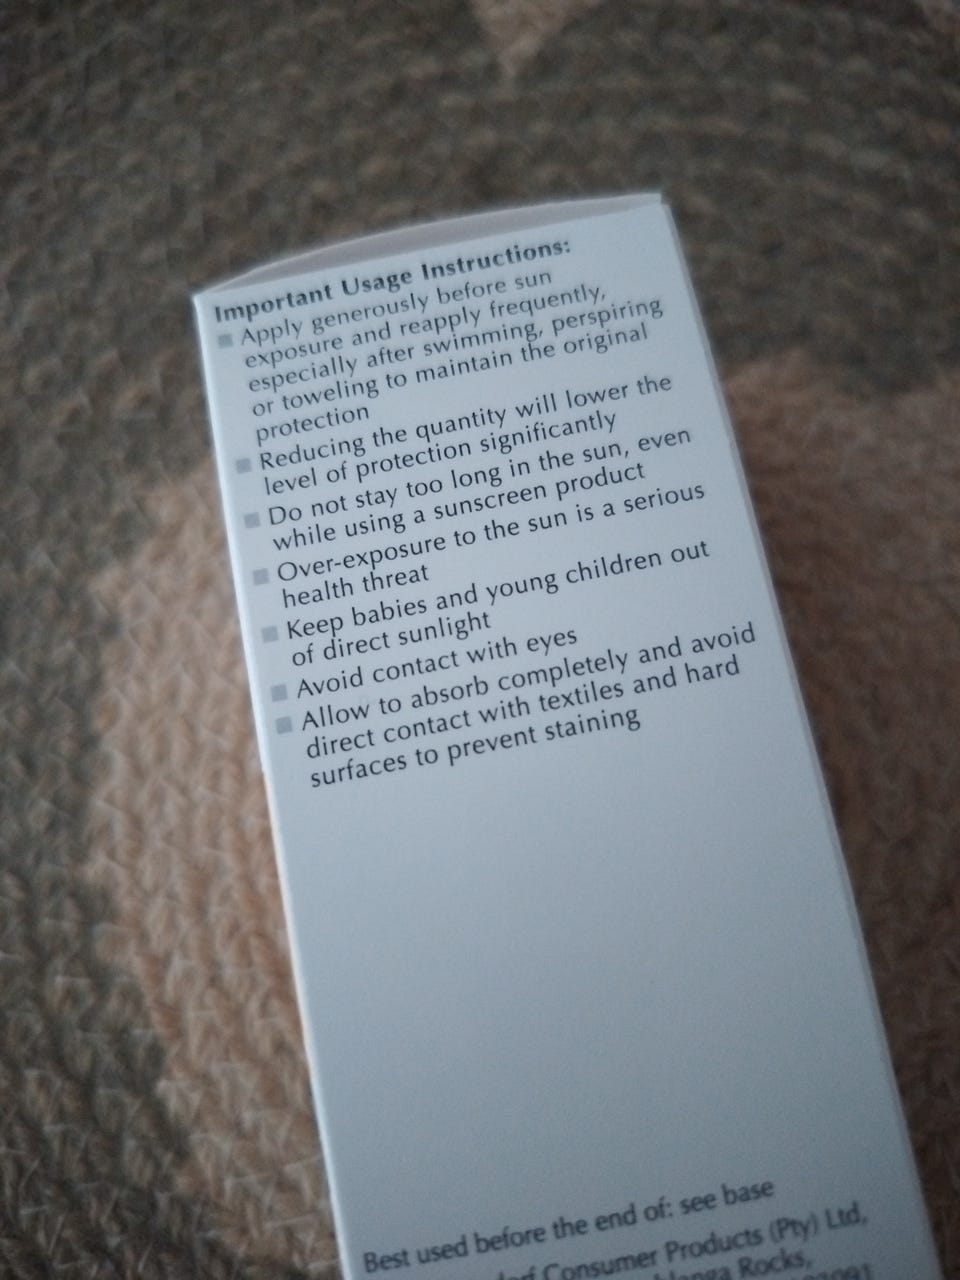 Important Usage Instructions:
Apply generously before sun
exposure and reapply frequently,
especially after swimming, perspiring
or toweling to maintain the original
protection
Reducing the quantity will lower the
level of protection significantly
Do not stay too long in the sun, even
while using a sunscreen product
Over-exposure to the sun is a serious
health threat
Keep babies and young children out
of direct sunlight
Avoid contact with eyes
Allow to absorb completely and avoid
direct contact with textiles and hard
surfaces to prevent staining
Best used before the end of: see base
Consumer Products (Pty) Ltd,
Rocks,